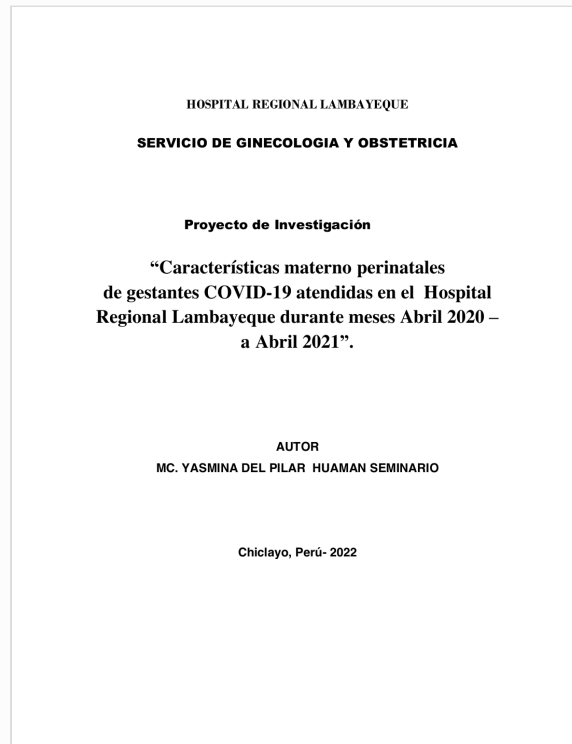 HOSPITAL REGIONAL LAMBAYEQUE
SERVICIO DE GINECOLOGIA Y OBSTETRICIA
Proyecto de Investigación
“Características materno perinatales
de gestantes COVID-19 atendidas en el Hospital
Regional Lambayeque durante meses Abril 2020 –
a Abril 2021”.
AUTOR
MC. YASMINA DEL PILAR HUAMAN SEMINARIO
Chiclayo, Perú- 2022